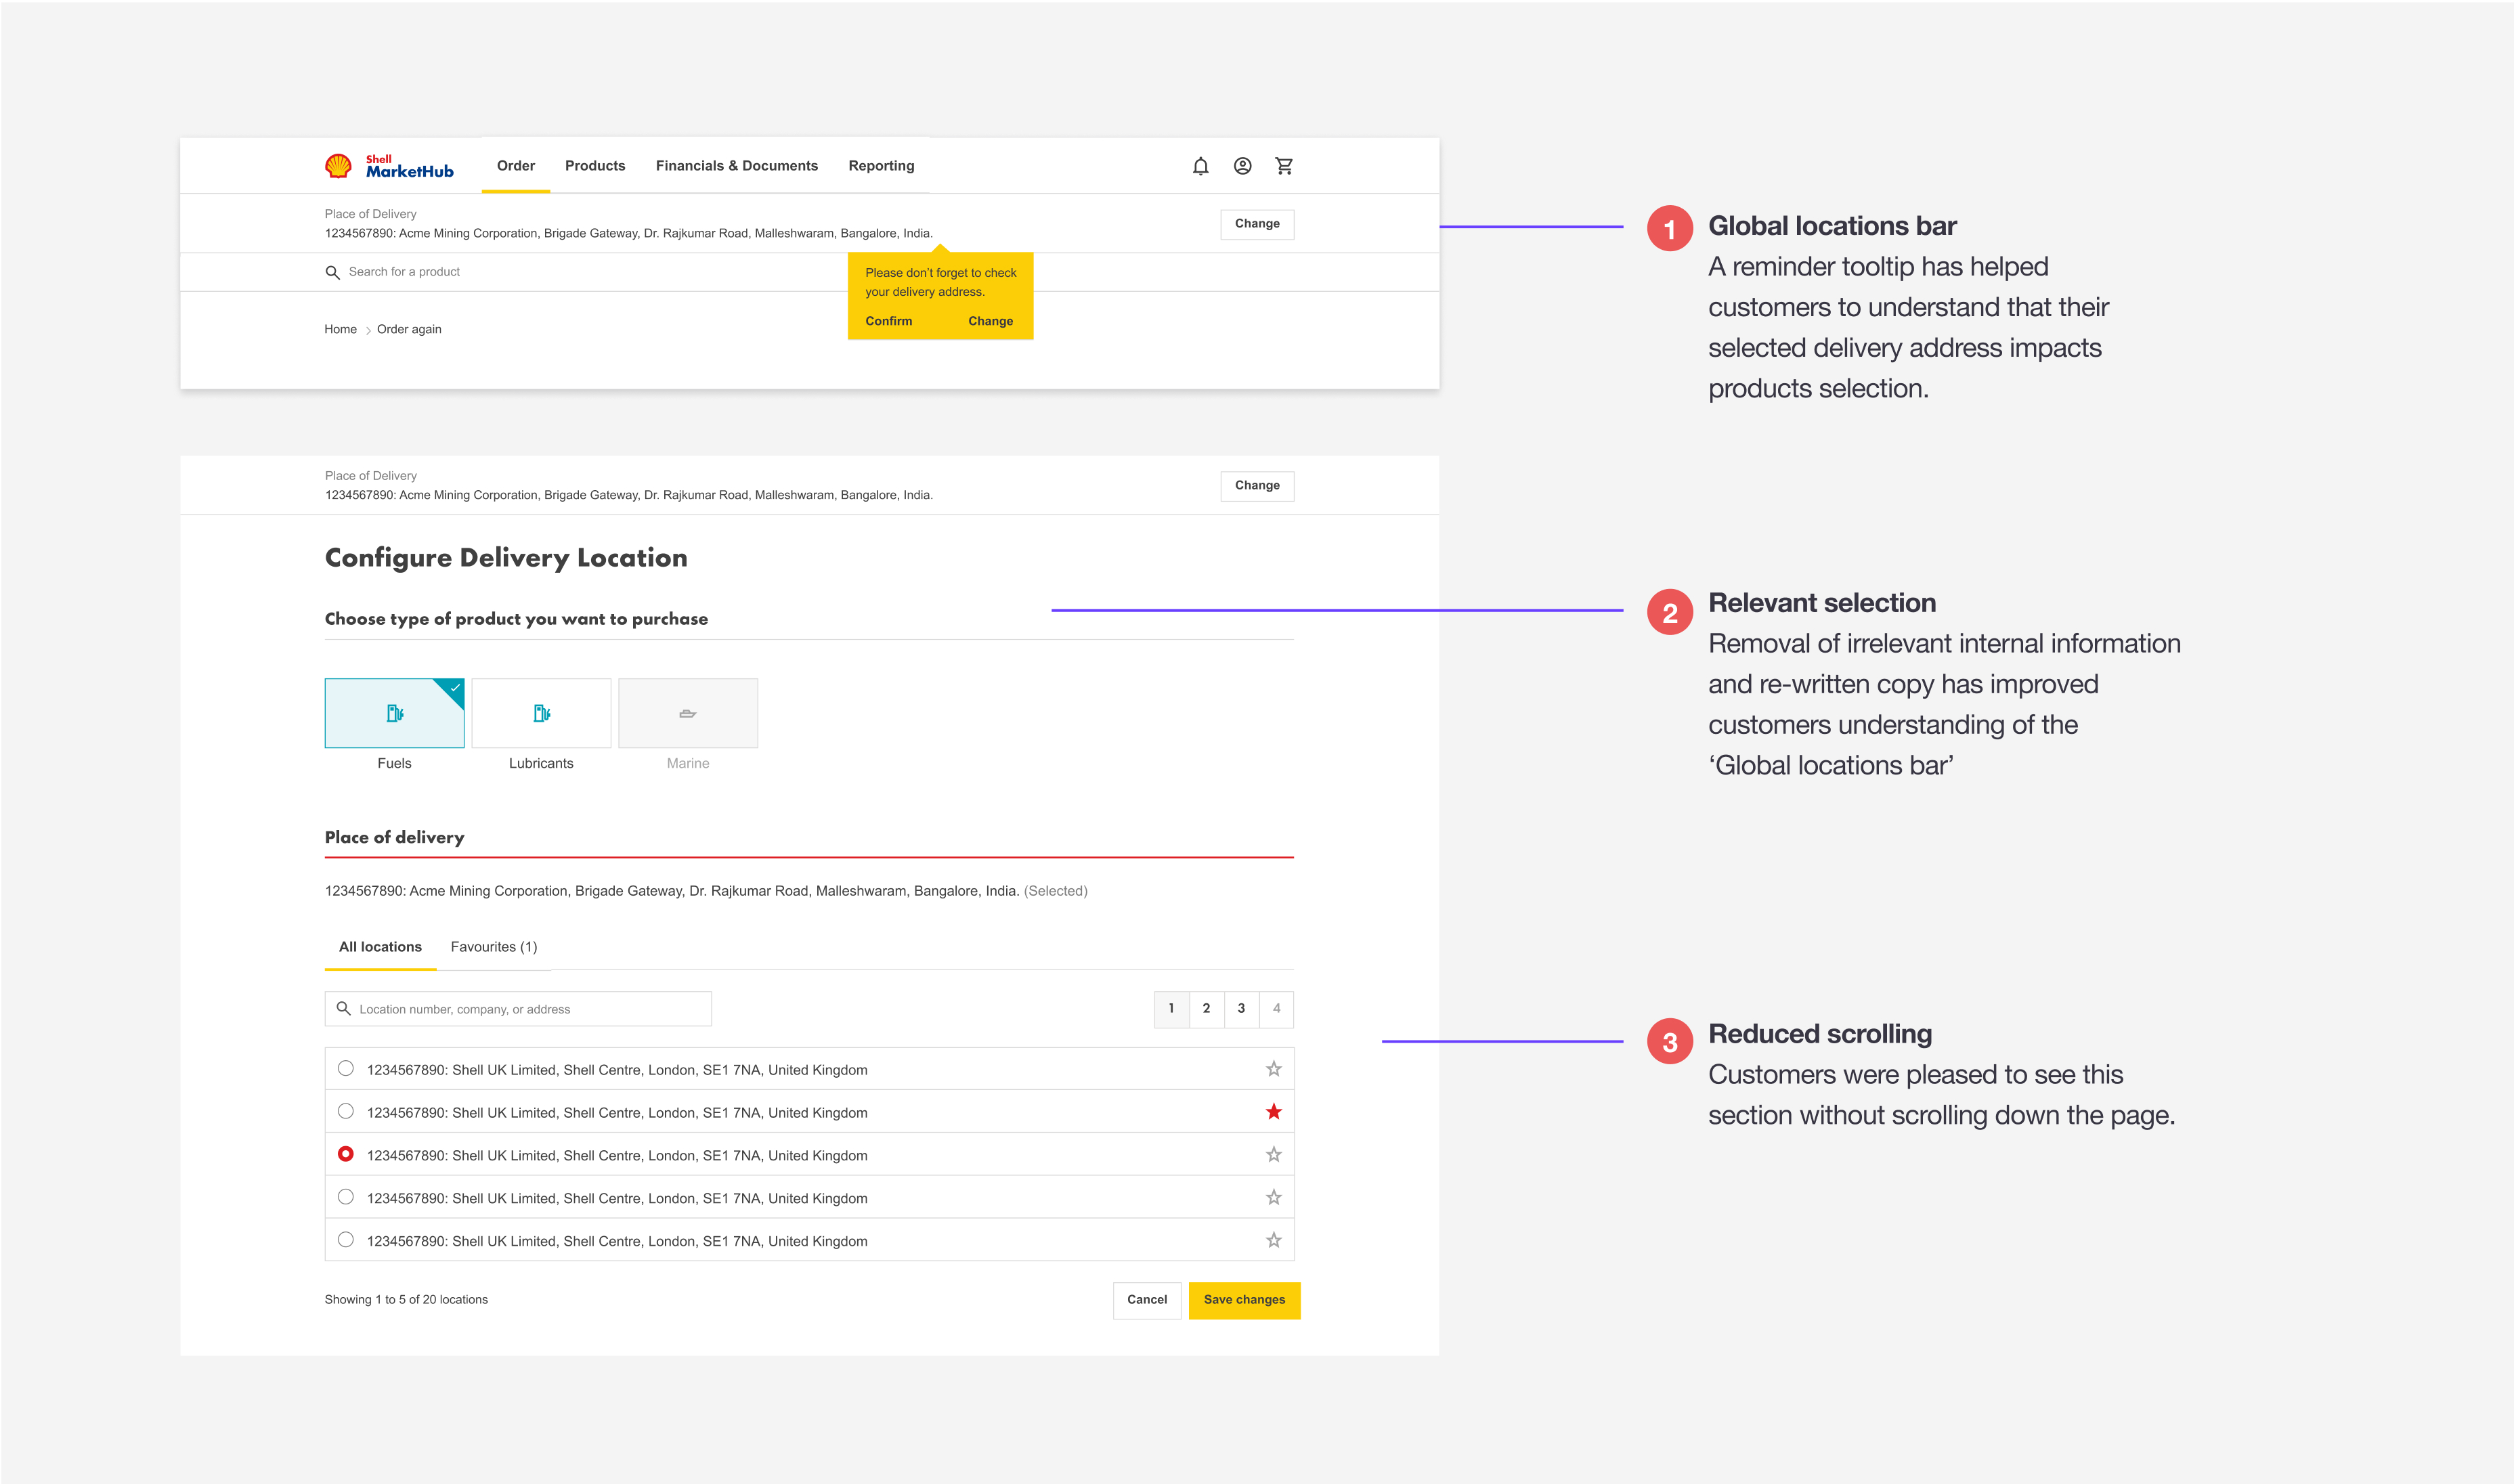 Shell
MarketHub
Order
Products
Financials & Documents
Reporting
Place of Delivery
1234567890: Acme Mining Corporation, Brigade Gateway, Dr. Rajkumar Road, Malleshwaram, Bangalore, India.
Change
Search for a product
Please don't forget to check
your delivery address.
Confirm
Change
Home
Order again
1
Global locations bar
A reminder tooltip has helped
customers to understand that their
selected delivery address impacts
products selection.
Place of Delivery
1234567890: Acme Mining Corporation, Brigade Gateway, Dr. Rajkumar Road, Malleshwaram, Bangalore, India.
Change
Configure Delivery Location
Choose type of product you want to purchase
Fuels
Lubricants
Marine
2
Relevant selection
Removal of irrelevant internal information
and re-written copy has improved
customers understanding of the
‘Global locations bar’
Place of delivery
1234567890: Acme Mining Corporation, Brigade Gateway, Dr. Rajkumar Road, Malleshwaram, Bangalore, India. (Selected)
All locations
Favourites (1)
Location number, company, or address
1
2
3
4
1234567890: Shell UK Limited, Shell Centre, London, SE1 7NA, United Kingdom
1234567890: Shell UK Limited, Shell Centre, London, SE1 7NA, United Kingdom
1234567890: Shell UK Limited, Shell Centre, London, SE1 7NA, United Kingdom
1234567890: Shell UK Limited, Shell Centre, London, SE1 7NA, United Kingdom
1234567890: Shell UK Limited, Shell Centre, London, SE1 7NA, United Kingdom
Showing 1 to 5 of 20 locations
Cancel
Save changes
3
Reduced scrolling
Customers were pleased to see this
section without scrolling down the page.